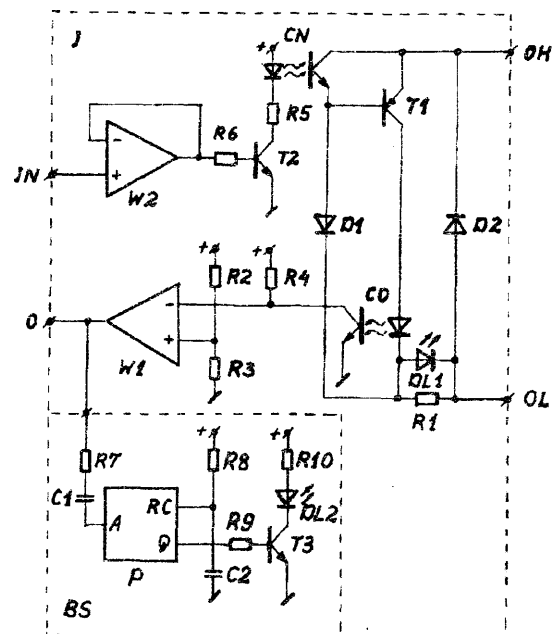 J
CN
OH
+
R5
T1
R6
T2
-
+
JN
W2
D1
D2
+
R2
+
R4
CO
-
O
+
W1
R3
DL1
R1
OL
R7
+
R8
+
R10
C1
RC
DL2
A
R9
T3
Q
P
C2
BS